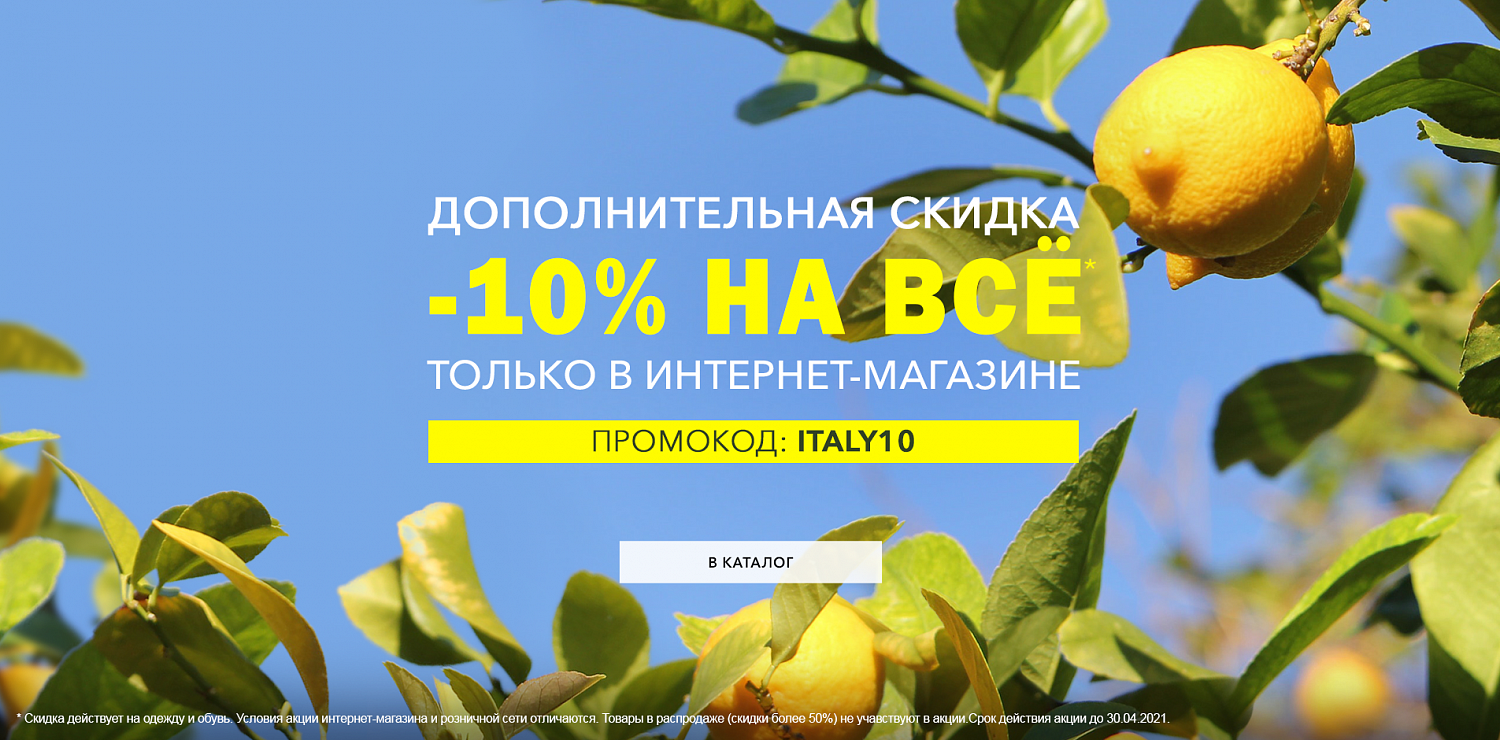 ДОПОЛНИТЕЛЬНАЯ СКИДКА
-10% НА ВСЁ*
ТОЛЬКО В ИНТЕРНЕТ-МАГАЗИНЕ
ПРОМОКОД: ITALY10
В КАТАЛОГ
* Скидка действует на одежду и обувь. Условия акции интернет-магазина и розничной сети отличаются. Товары в распродаже (скидки более 50%) не учавствуют в акции.Срок действия акции до 30.04.2021.